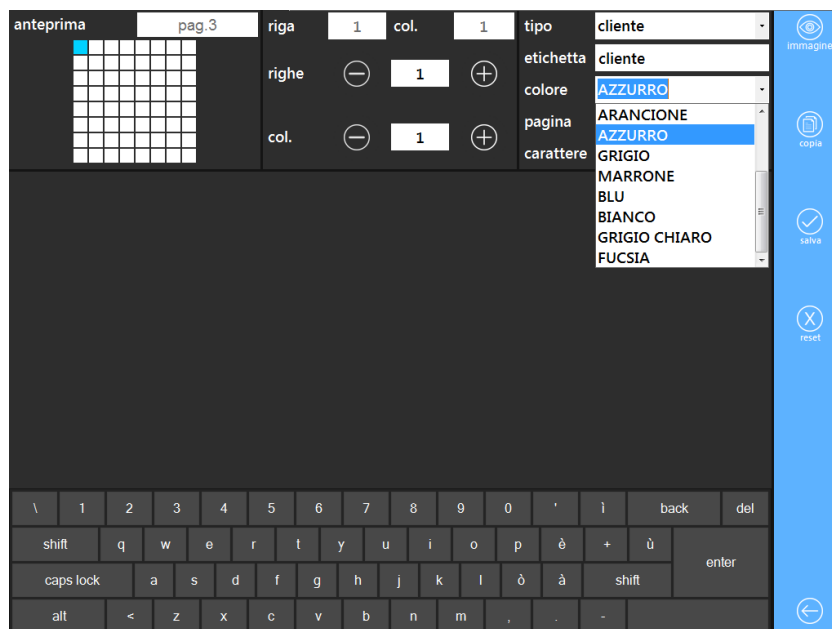 anteprima pag.3
riga 1 col. 1
righe 1
col. 1
tipo cliente
etichetta cliente
colore AZZURRO
pagina
carattere
ARANCIONE
AZZURRO
GRIGIO
MARRONE
BLU
BIANCO
GRIGIO CHIARO
FUCSIA
immagine
copia
salva
reset
\ 1 2 3 4 5 6 7 8 9 0 ' ì back del
shift q w e r t y u i o p è + ù enter
caps lock a s d f g h j k l ò à shift
alt < z x c v b n m , . -